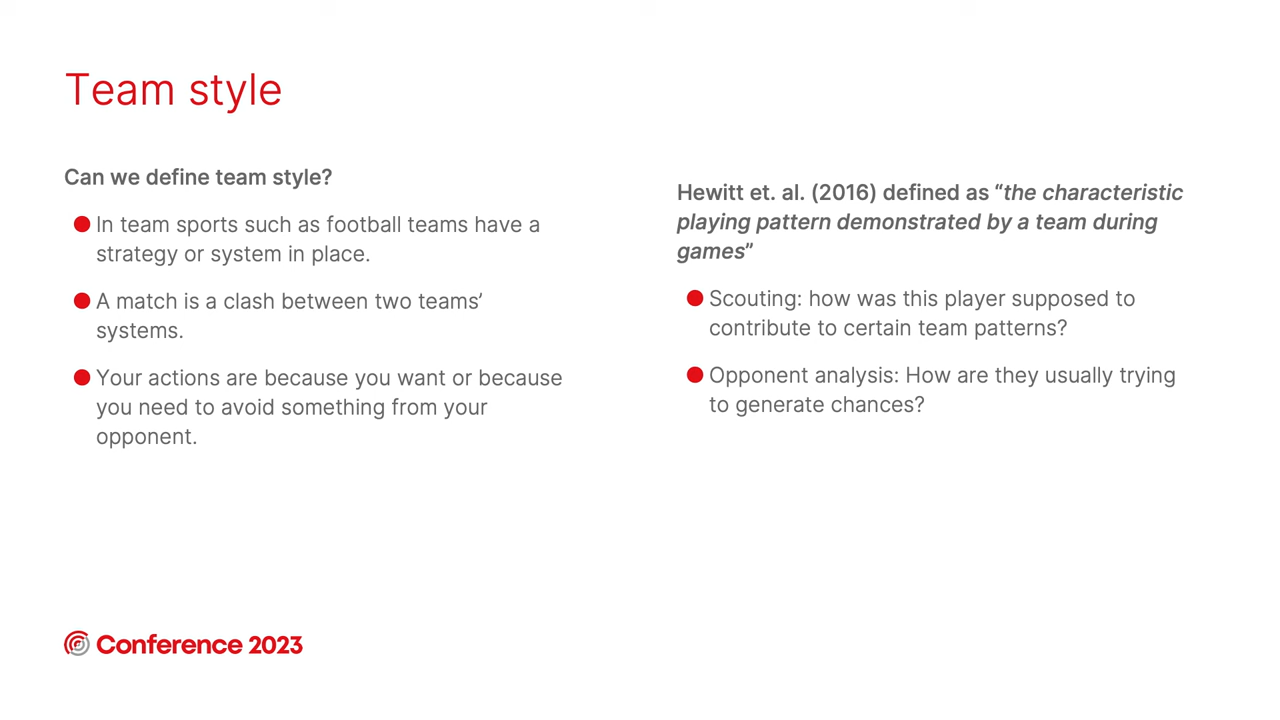 Team style
Can we define team style?
In team sports such as football teams have a
strategy or system in place.
A match is a clash between two teams’
systems.
Your actions are because you want or because
you need to avoid something from your
opponent.
Hewitt et. al. (2016) defined as “the characteristic
playing pattern demonstrated by a team during
games”
Scouting: how was this player supposed to
contribute to certain team patterns?
Opponent analysis: How are they usually trying
to generate chances?
Conference 2023